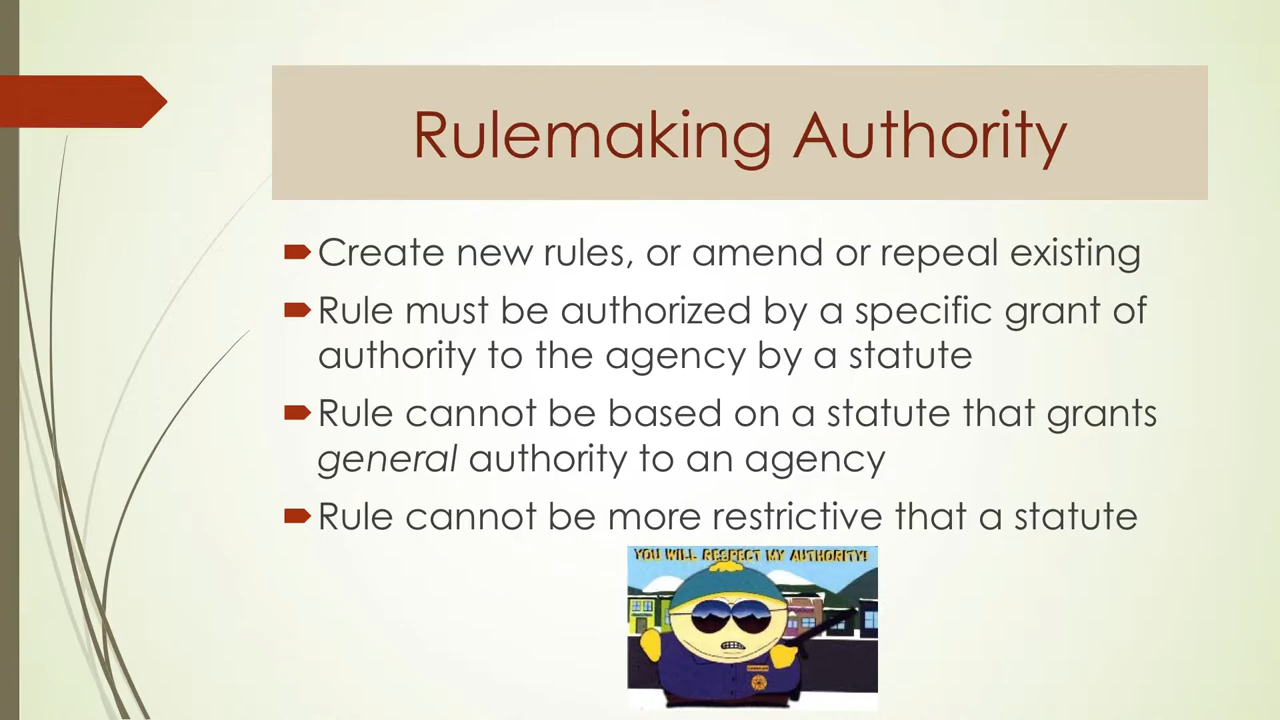 Rulemaking Authority
Create new rules, or amend or repeal existing
Rule must be authorized by a specific grant of
authority to the agency by a statute
Rule cannot be based on a statute that grants
general authority to an agency
Rule cannot be more restrictive that a statute
YOU WILL RESPECT MY AUTHORITY!